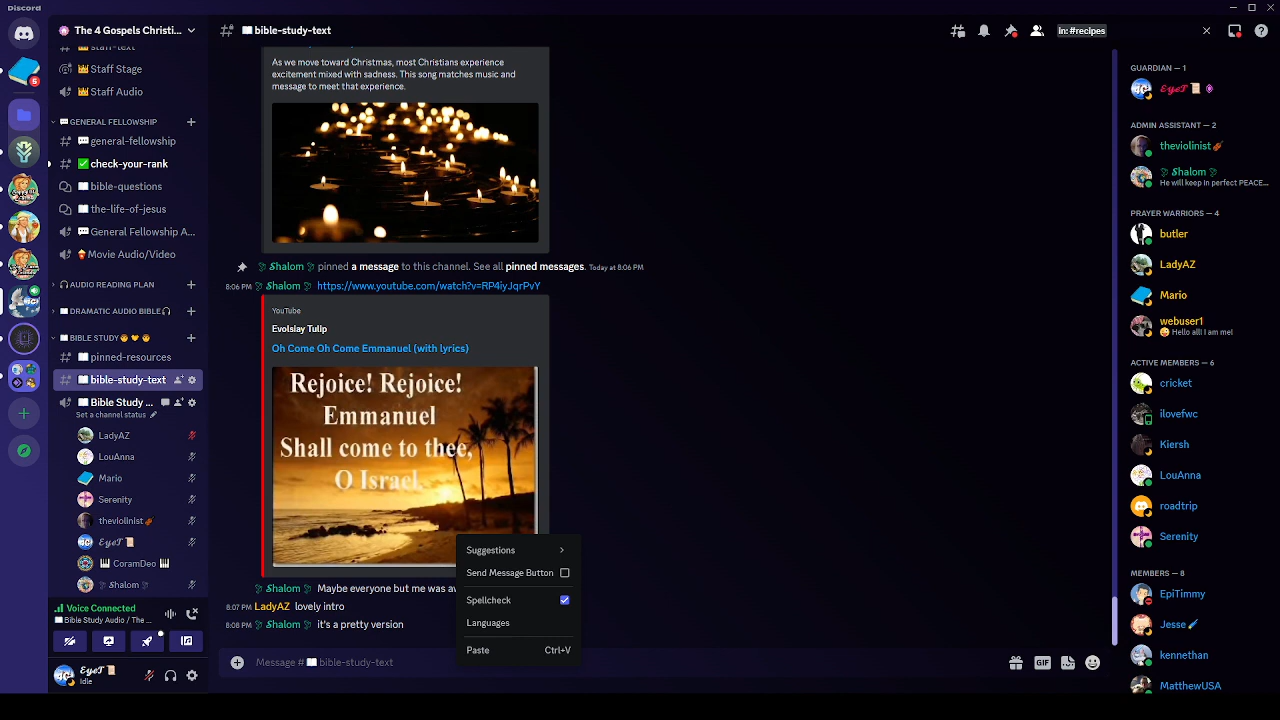 Discord
The 4 Gospels Christi...
bible-study-text
In: #recipes
staff-text
Staff Stage
Staff Audio
GENERAL FELLOWSHIP
general-fellowship
check-your-rank
bible-questions
the-life-of-jesus
General Fellowship A...
Movie Audio/Video
AUDIO READING PLAN
DRAMATIC AUDIO BIBLE
BIBLE STUDY
pinned-resources
bible-study-text
Bible Study ...
Set a channel status
LadyAZ
LouAnna
Mario
Serenity
theviolinist
EyeT
CoramDeo
Shalom
Voice Connected
Bible Study Audio / The ...
EyeT
Idle
5
As we move toward Christmas, most Christians experience
excitement mixed with sadness. This song matches music and
message to meet that experience.
Shalom pinned a message to this channel. See all pinned messages. Today at 8:06 PM
8:06 PM Shalom https://www.youtube.com/watch?v=RP4iyJqrPvY
YouTube
Evolslay Tulip
Oh Come Oh Come Emmanuel (with lyrics)
Rejoice! Rejoice!
Emmanuel
Shall come to thee,
O Israel
Shalom Maybe everyone but me was aw
8:07 PM LadyAZ lovely intro
8:08 PM Shalom it's a pretty version
Suggestions
Send Message Button
Spellcheck
Languages
Paste Ctrl+V
Message # bible-study-text
GIF
GUARDIAN — 1
EyeT
ADMIN ASSISTANT — 2
theviolinist
Shalom
He will keep in perfect PEACE...
PRAYER WARRIORS — 4
butler
LadyAZ
Mario
webuser1
Hello all! I am me!
ACTIVE MEMBERS — 6
cricket
ilovefwc
Kiersh
LouAnna
roadtrip
Serenity
MEMBERS — 8
EpiTimmy
Jesse
kennethan
MatthewUSA